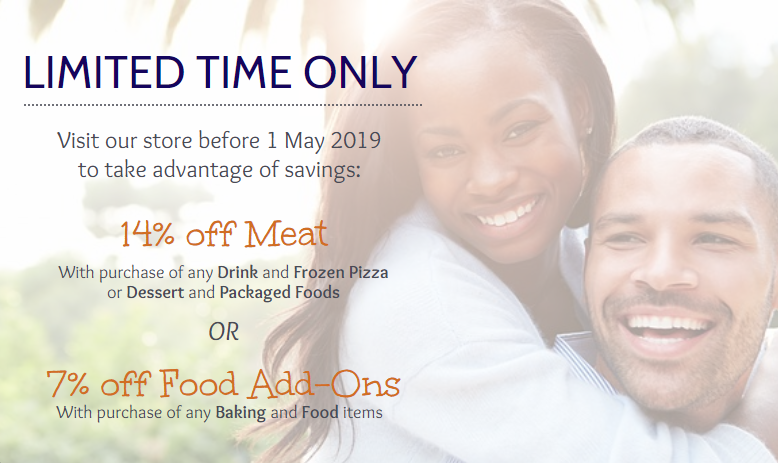 LIMITED TIME ONLY
Visit our store before 1 May 2019
to take advantage of savings:
14% off Meat
With purchase of any Drink and Frozen Pizza
or Dessert and Packaged Foods
OR
7% off Food Add-Ons
With purchase of any Baking and Food items